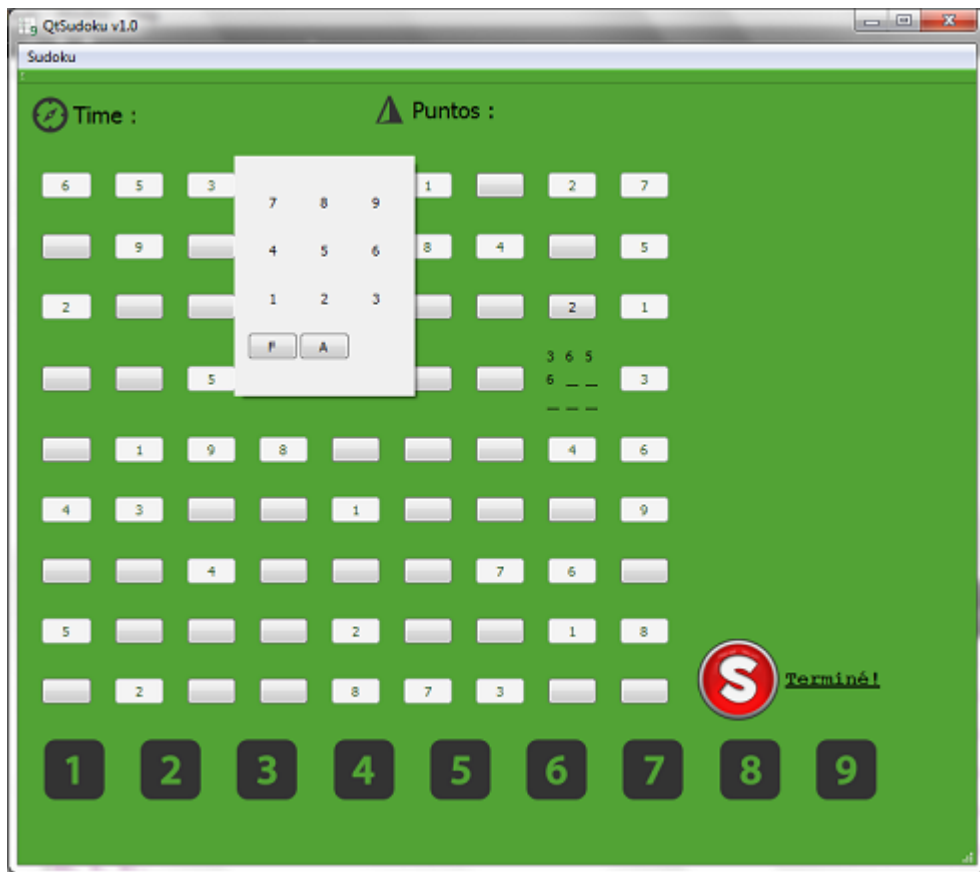 QtSudoku v1.0
Sudoku
Time :
Puntos :
6 5 3 1 2 7
9 8 4 5
2 2 1
7 8 9
4 5 6
1 2 3
A
3 6 5
6 _ _
_ _ _
5 3
1 9 8 4 6
4 3 1 9
4 7 6
5 2 1 8
2 8 7 3
S
Terminé!
1 2 3 4 5 6 7 8 9